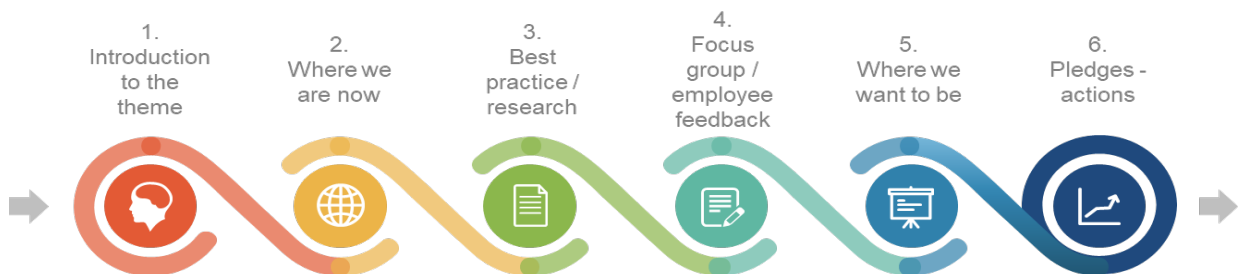 1.
Introduction
to the
theme
2.
Where we
are now
3.
Best
practice /
research
4.
Focus
group /
employee
feedback
5.
Where we
want to be
6.
Pledges -
actions